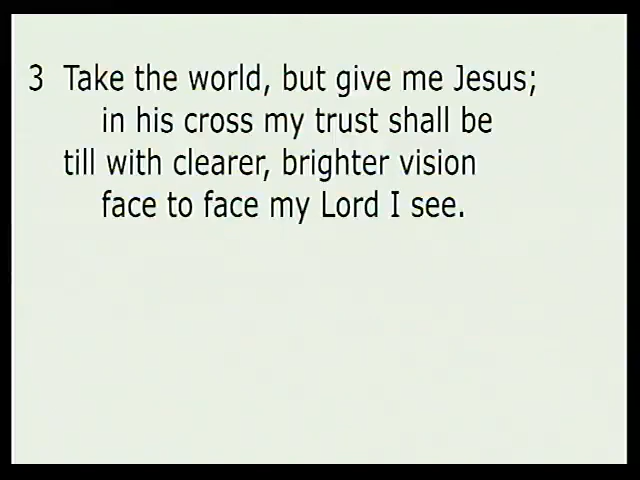 3 Take the world, but give me Jesus;
in his cross my trust shall be
till with clearer, brighter vision
face to face my Lord I see.